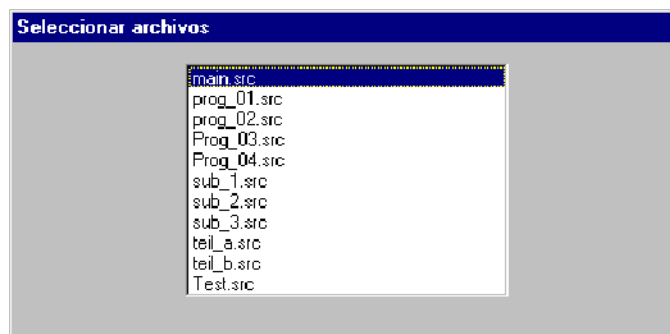 Seleccionar archivos
main.src
prog_01.src
prog_02.src
Prog_03.src
Prog_04.src
sub_1.src
sub_2.src
sub_3.src
teil_a.src
teil_b.src
Test.src